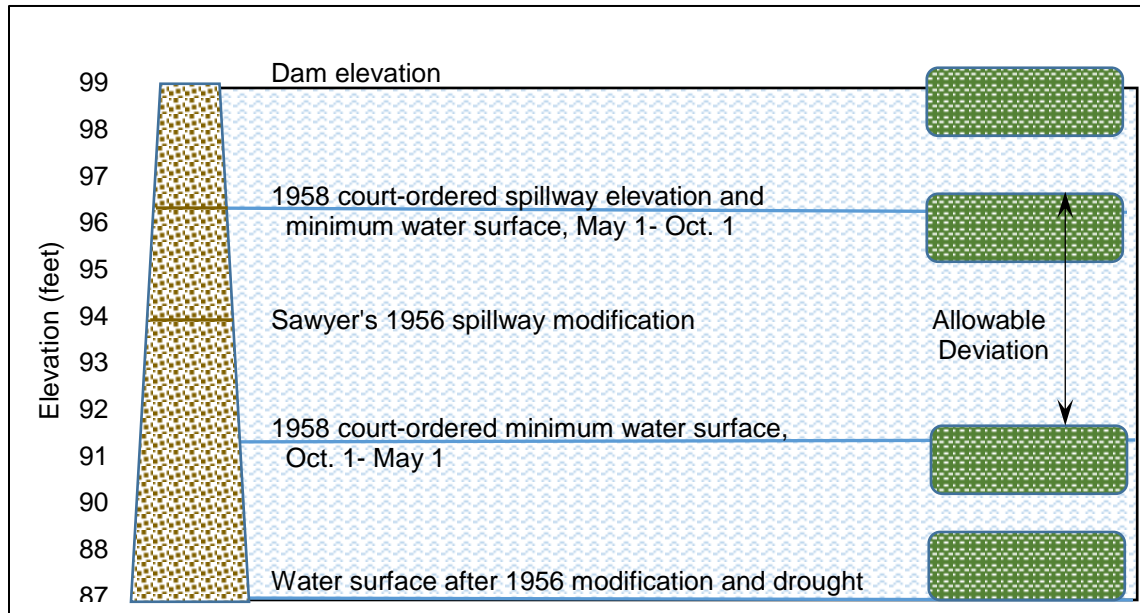 Dam elevation
99
98
97
1958 court-ordered spillway elevation and
minimum water surface, May 1- Oct. 1
96
95
Sawyer's 1956 spillway modification
94
Allowable
Deviation
93
92
1958 court-ordered minimum water surface,
Oct. 1- May 1
91
90
88
Water surface after 1956 modification and drought
87
Elevation (feet)